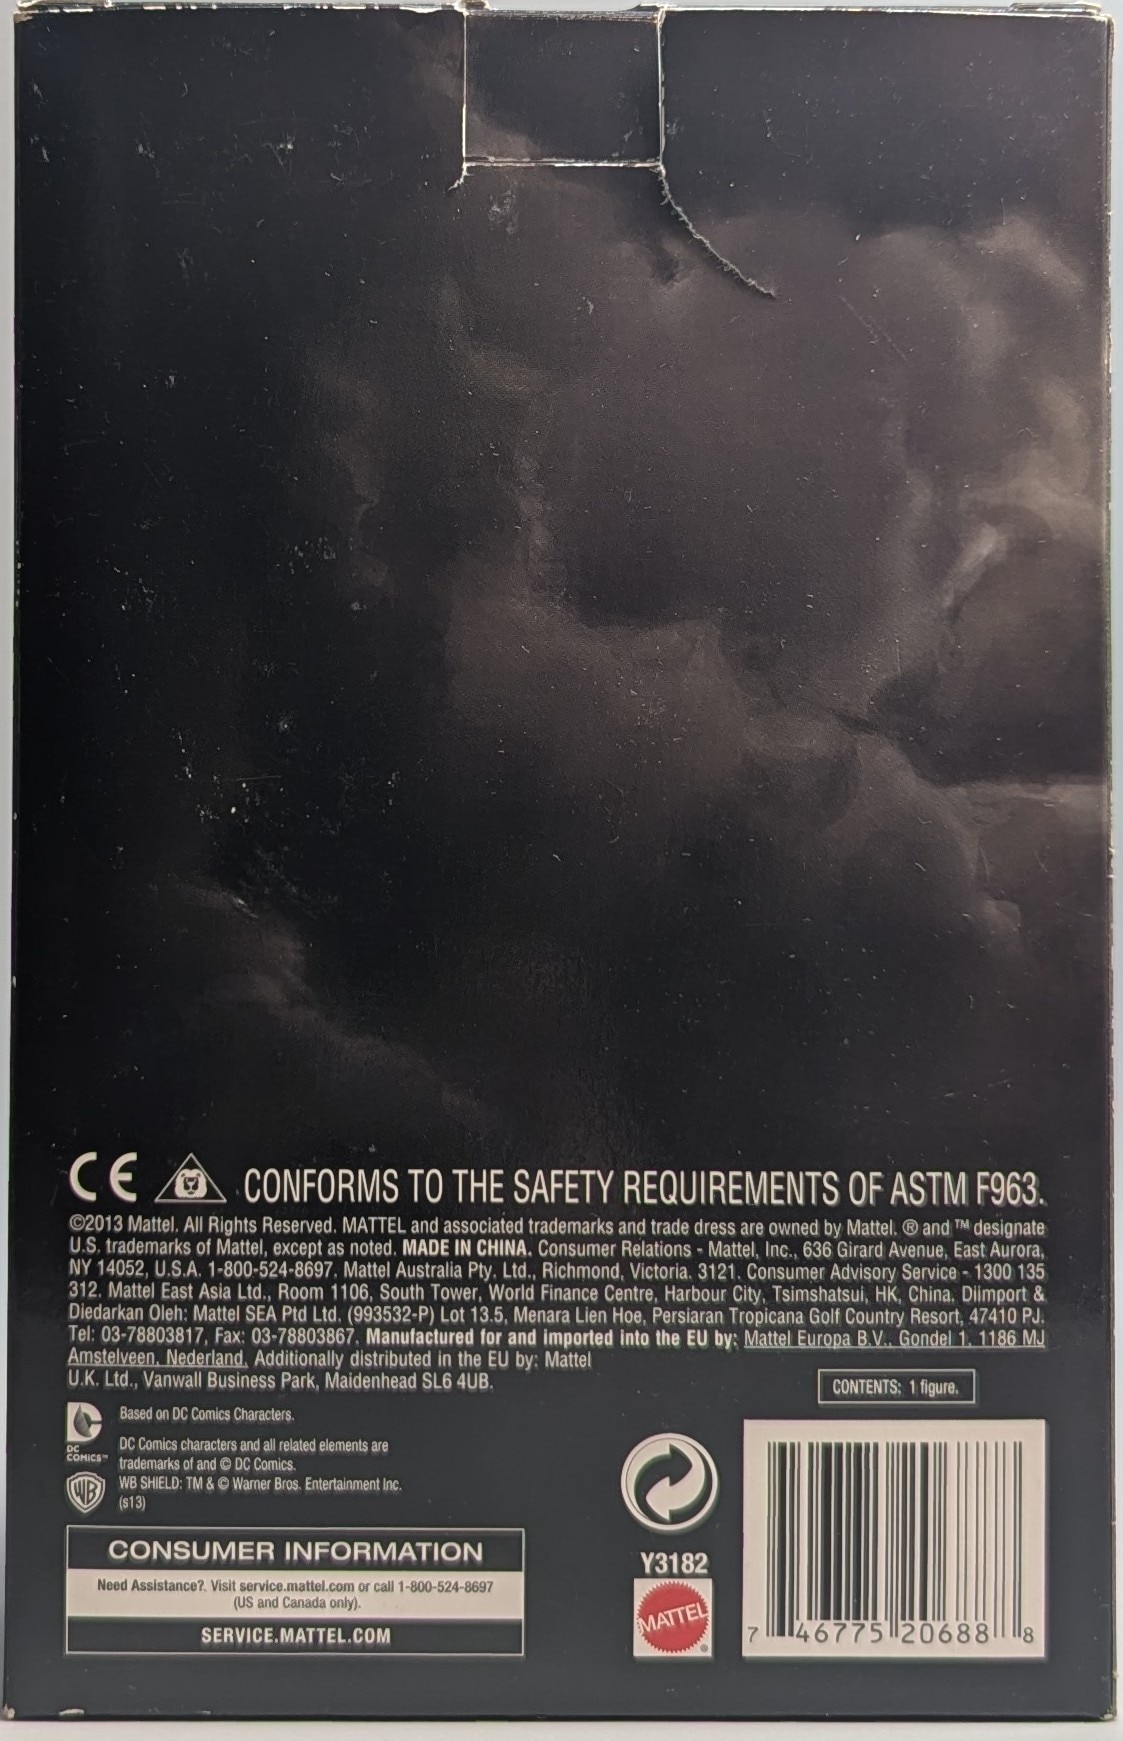 CE CONFORMS TO THE SAFETY REQUIREMENTS OF ASTM F963.
©2013 Mattel. All Rights Reserved. MATTEL and associated trademarks and trade dress are owned by Mattel. ® and ™ designate
U.S. trademarks of Mattel, except as noted. MADE IN CHINA. Consumer Relations - Mattel, Inc., 636 Girard Avenue, East Aurora,
NY 14052, U.S.A. 1-800-524-8697. Mattel Australia Pty. Ltd., Richmond, Victoria. 3121. Consumer Advisory Service - 1300 135
312. Mattel East Asia Ltd., Room 1106, South Tower, World Finance Centre, Harbour City, Tsimshatsui, HK, China. Diimport &
Diedarkan Oleh: Mattel SEA Ptd Ltd. (993532-P) Lot 13.5, Menara Lien Hoe, Persiaran Tropicana Golf Country Resort, 47410 PJ.
Tel: 03-78803817, Fax: 03-78803867. Manufactured for and imported into the EU by: Mattel Europa B.V., Gondel 1, 1186 MJ
Amstelveen, Nederland. Additionally distributed in the EU by: Mattel
U.K. Ltd., Vanwall Business Park, Maidenhead SL6 4UB.
CONTENTS: 1 figure.
Based on DC Comics Characters.
DC
COMICS™
DC Comics characters and all related elements are
trademarks of and © DC Comics.
WB
WB SHIELD: TM & © Warner Bros. Entertainment Inc.
(s13)
CONSUMER INFORMATION
Need Assistance?. Visit service.mattel.com or call 1-800-524-8697
(US and Canada only).
SERVICE.MATTEL.COM
Y3182
MATTEL®
7 46775 20688 8